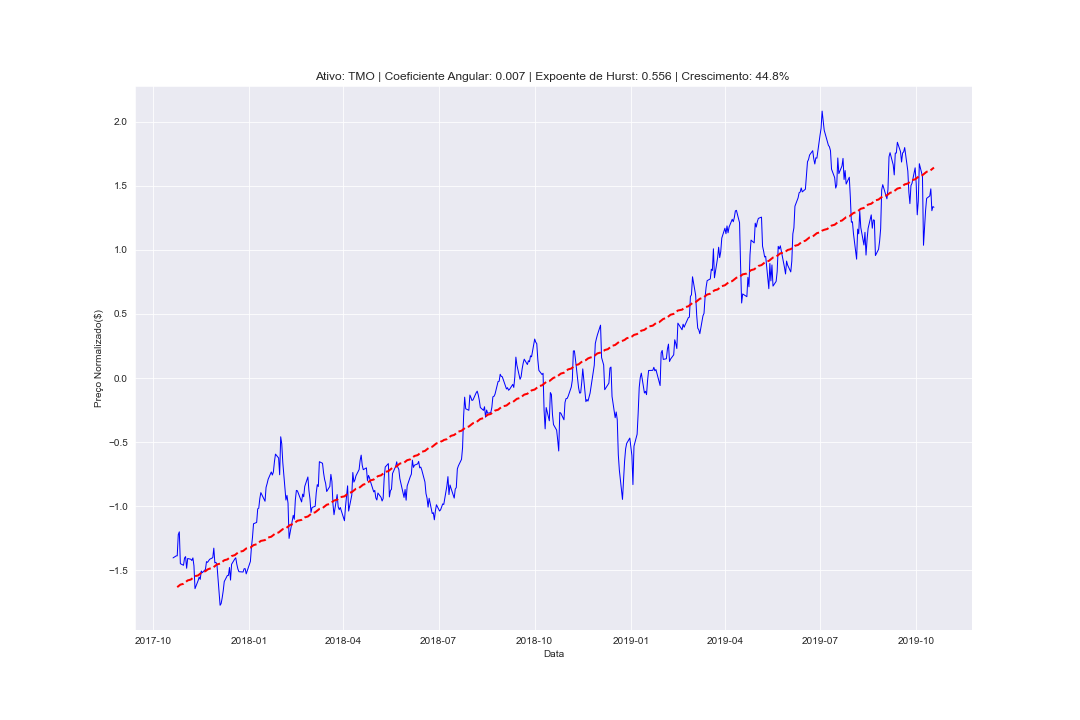 Ativo: TMO | Coeficiente Angular: 0.007 | Expoente de Hurst: 0.556 | Crescimento: 44.8%
2.0
1.5
1.0
0.5
0.0
−0.5
−1.0
−1.5
Preço Normalizado($)
2017-10 2018-01 2018-04 2018-07 2018-10 2019-01 2019-04 2019-07 2019-10
Data